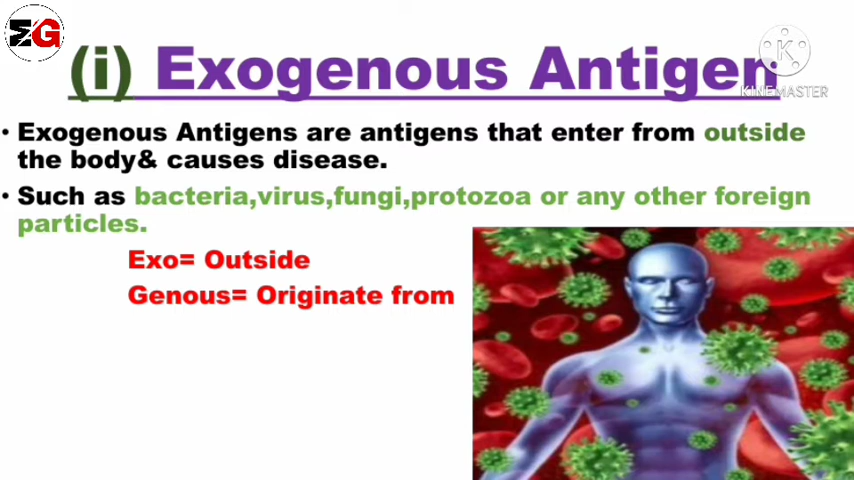 EG
(i) Exogenous Antigen
KINEMASTER
• Exogenous Antigens are antigens that enter from outside
the body& causes disease.
• Such as bacteria,virus,fungi,protozoa or any other foreign
particles.
Exo= Outside
Genous= Originate from